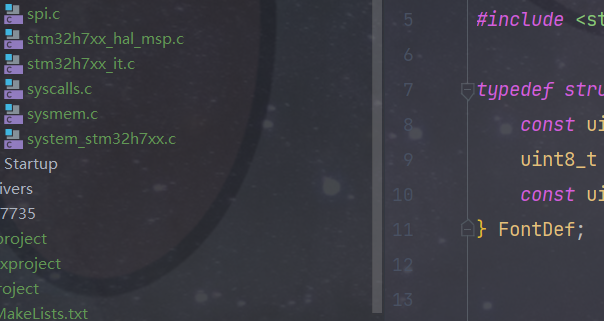 spi.c
stm32h7xx_hal_msp.c
stm32h7xx_it.c
syscalls.c
sysmem.c
system_stm32h7xx.c
Startup
ivers
7735
project
xproject
roject
MakeLists.txt
5 #include <st
6
7 typedef stru
8 const ui
9 uint8_t
10 const ui
11 } FontDef;
12
13